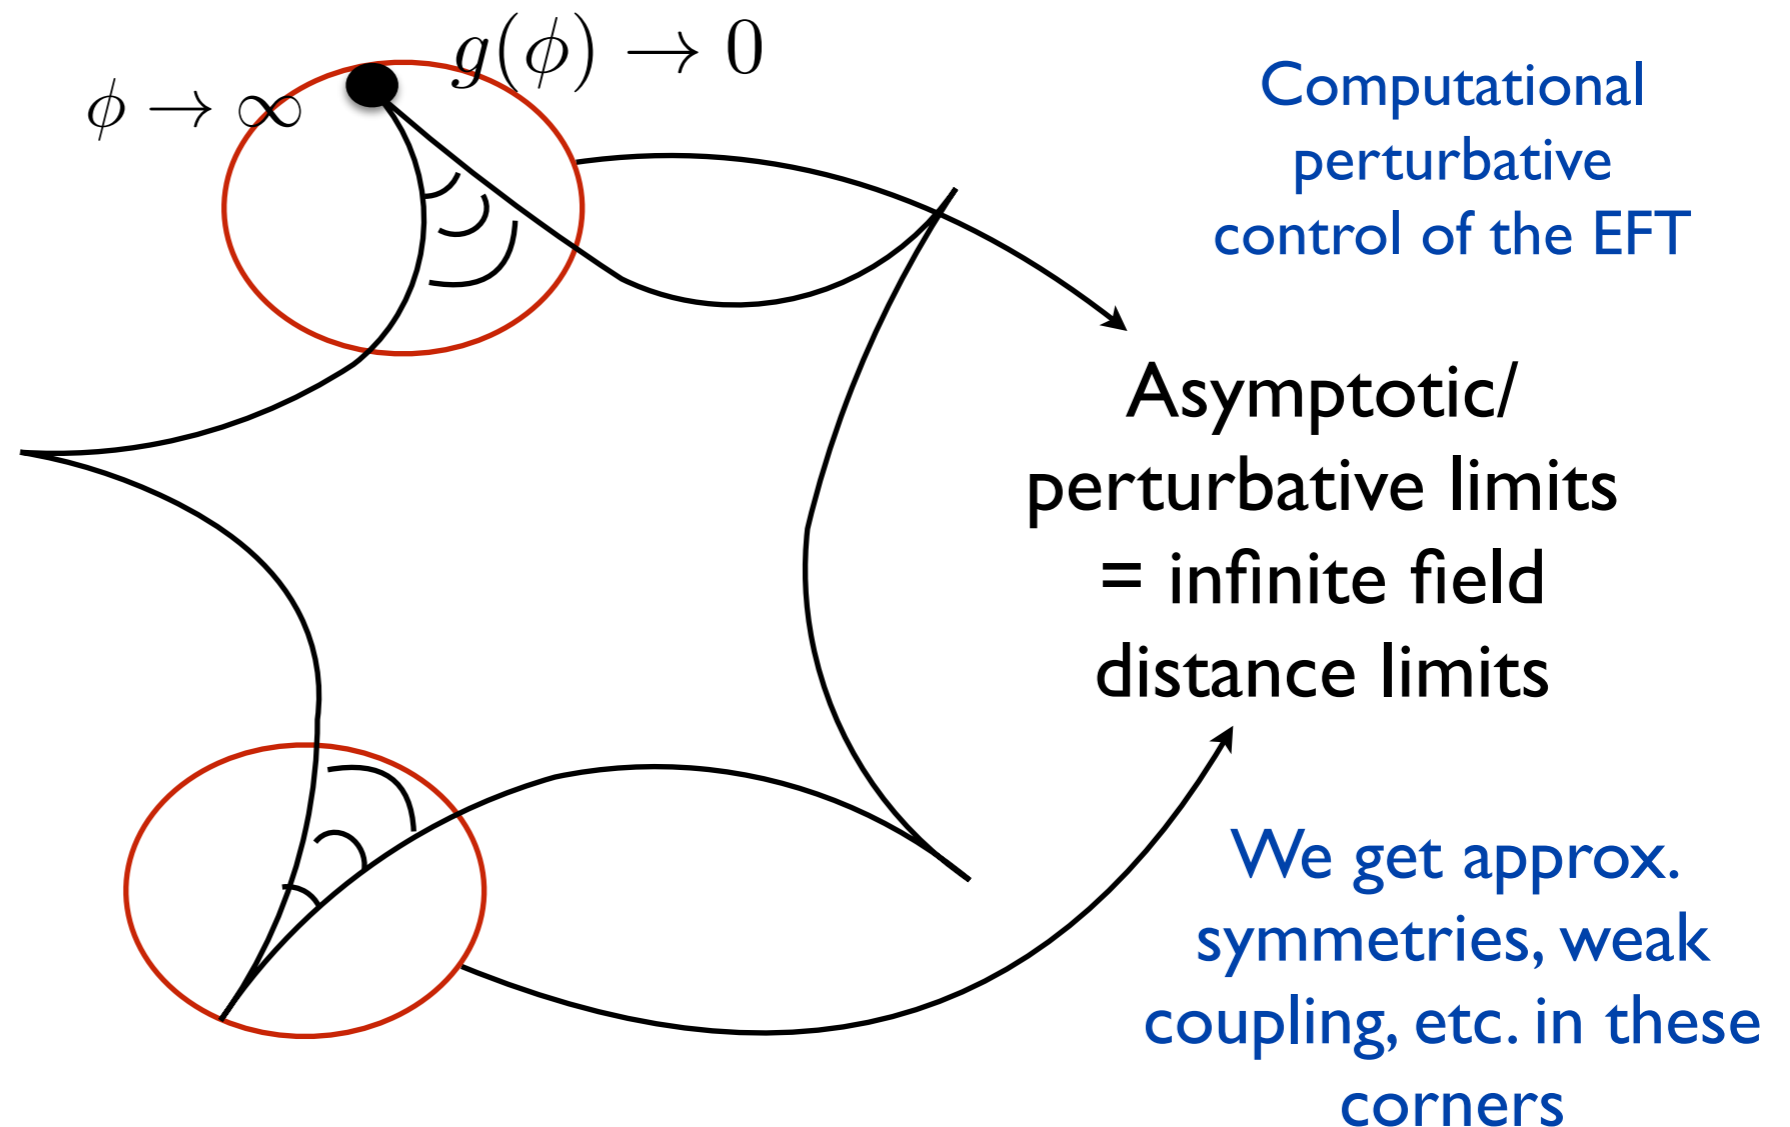 g(ϕ) → 0
ϕ → ∞
Computational
perturbative
control of the EFT
Asymptotic/
perturbative limits
= infinite field
distance limits
We get approx.
symmetries, weak
coupling, etc. in these
corners